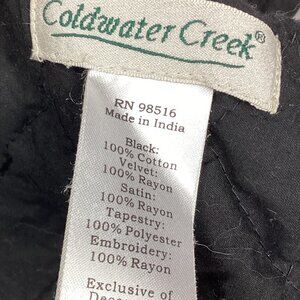 Coldwater Creek®
RN 98516
Made in India
Black:
100% Cotton
Velvet:
100% Rayon
Satin:
100% Rayon
Tapestry:
100% Polyester
Embroidery:
100% Rayon
Exclusive of